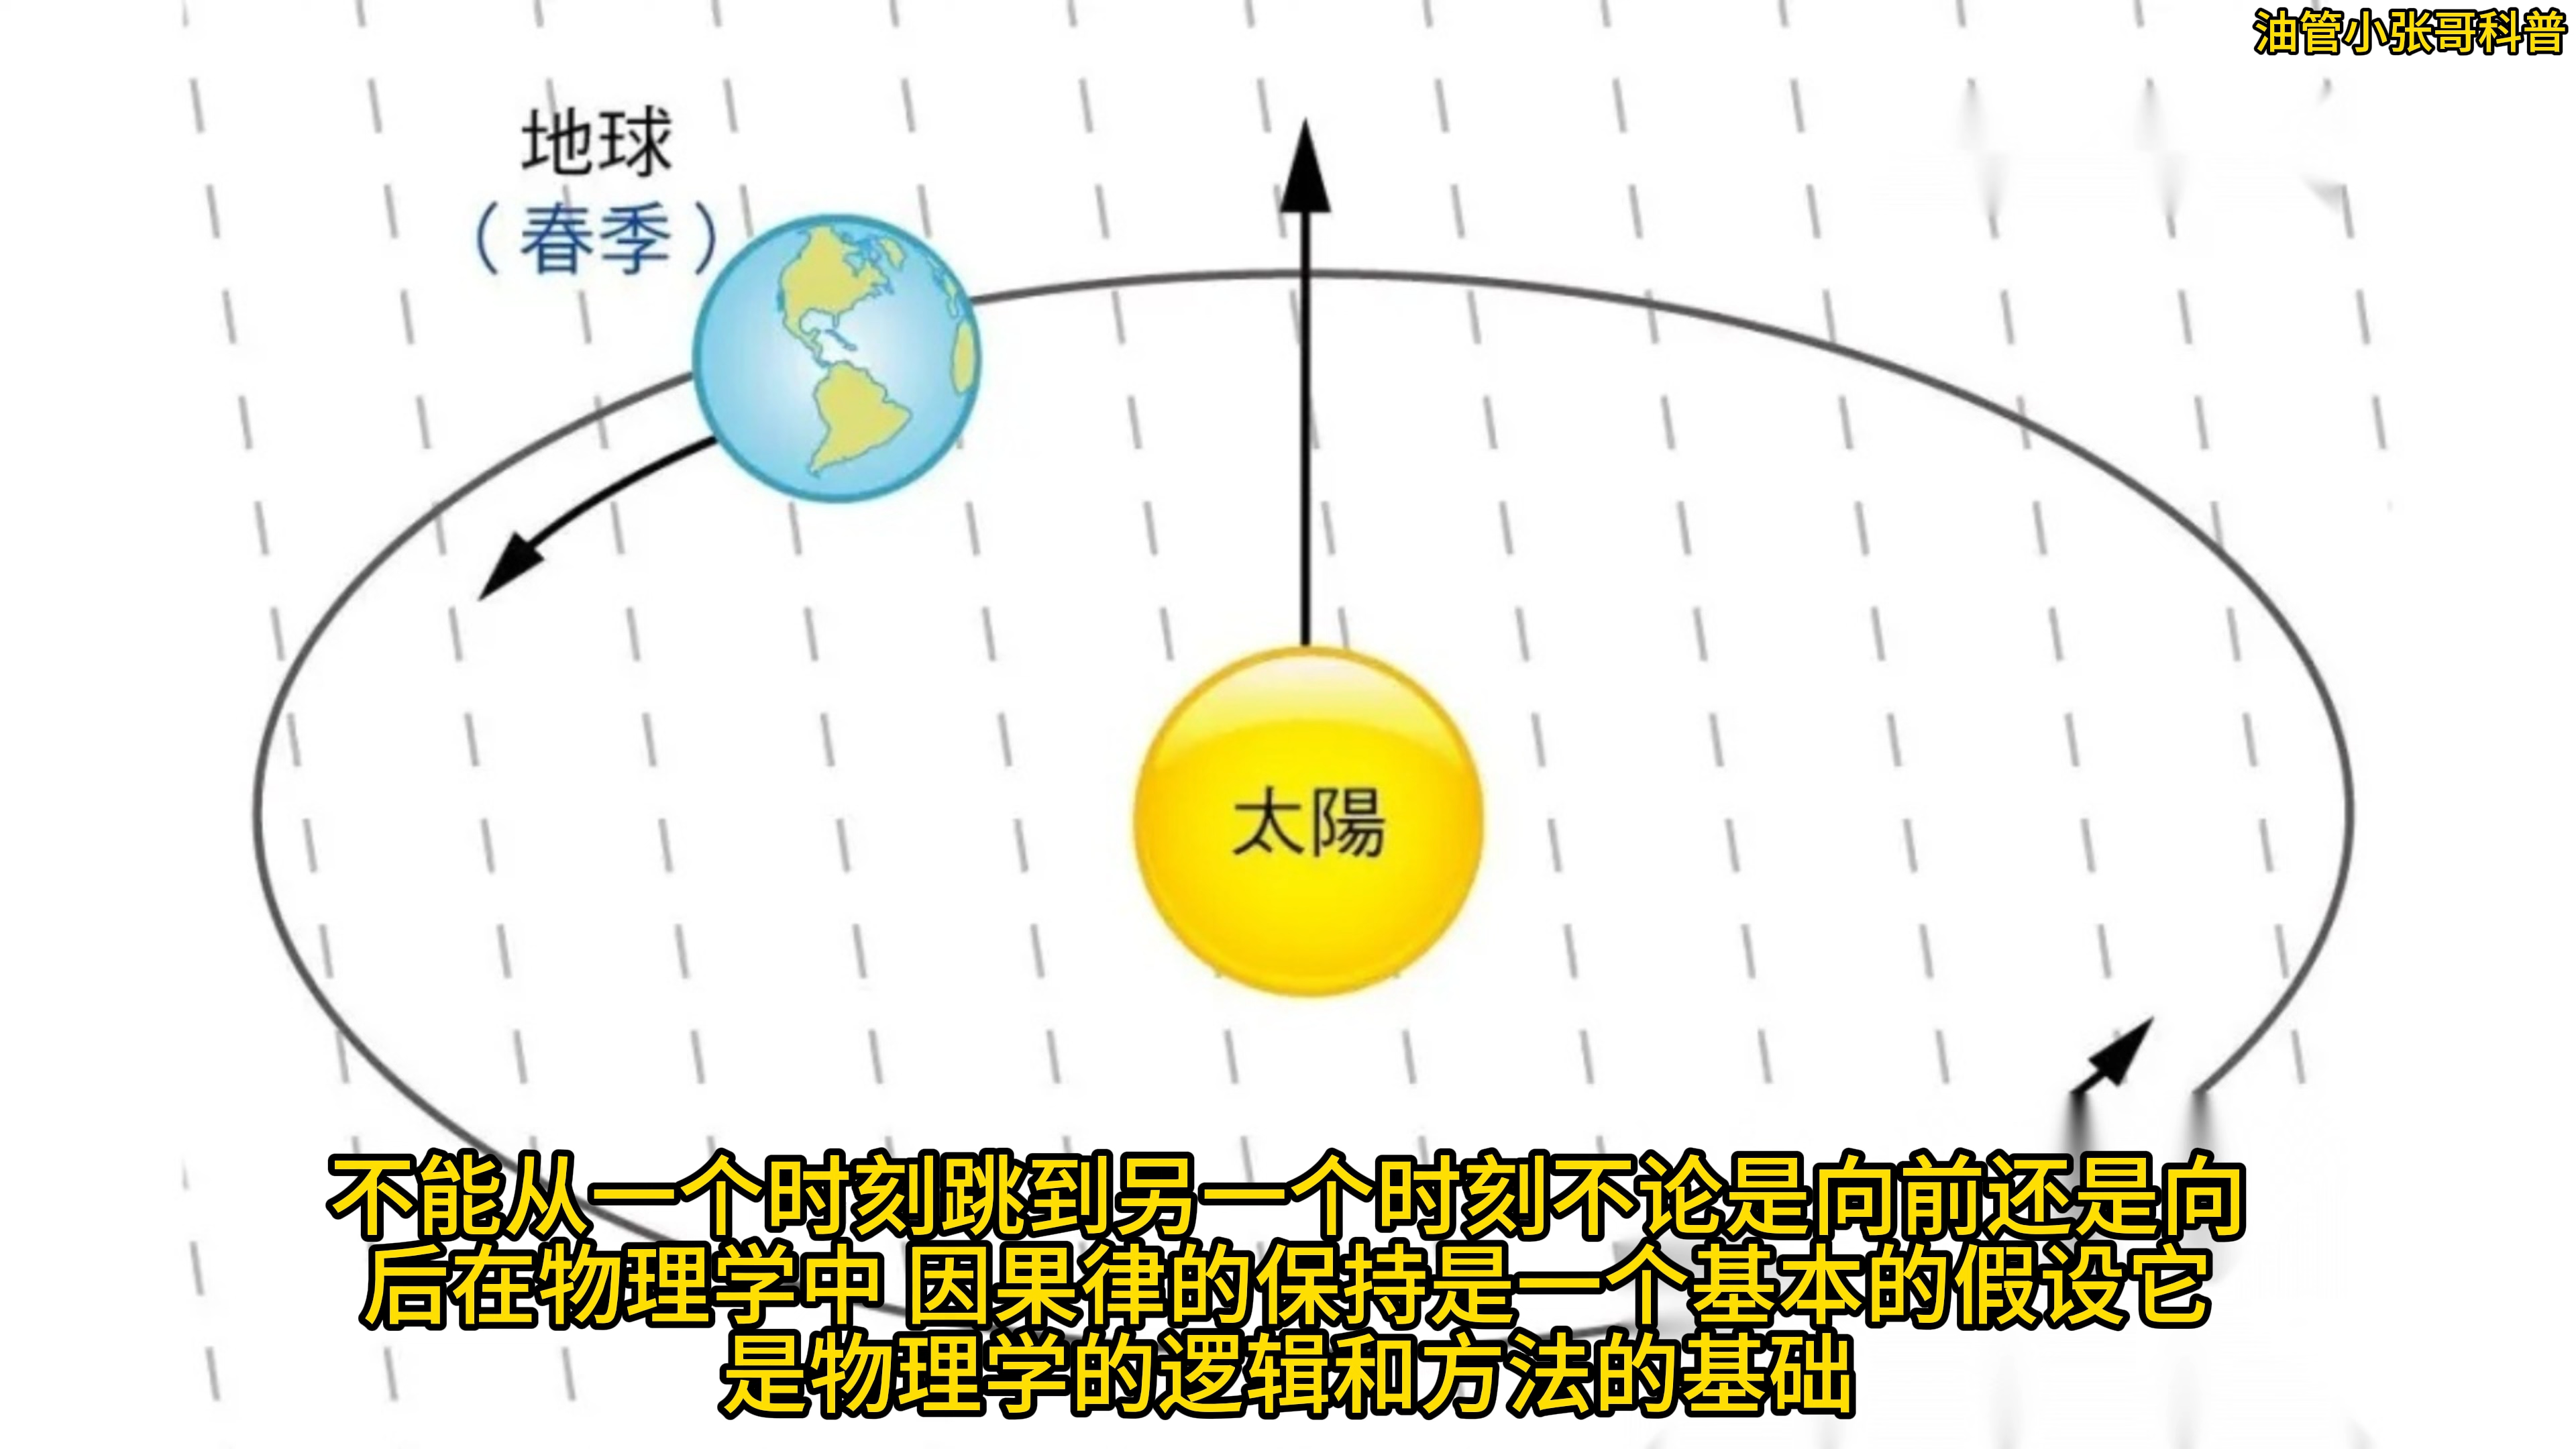 油管小张哥科普
地球
（春季）
太陽
不能从一个时刻跳到另一个时刻不论是向前还是向
后在物理学中 因果律的保持是一个基本的假设它
是物理学的逻辑和方法的基础